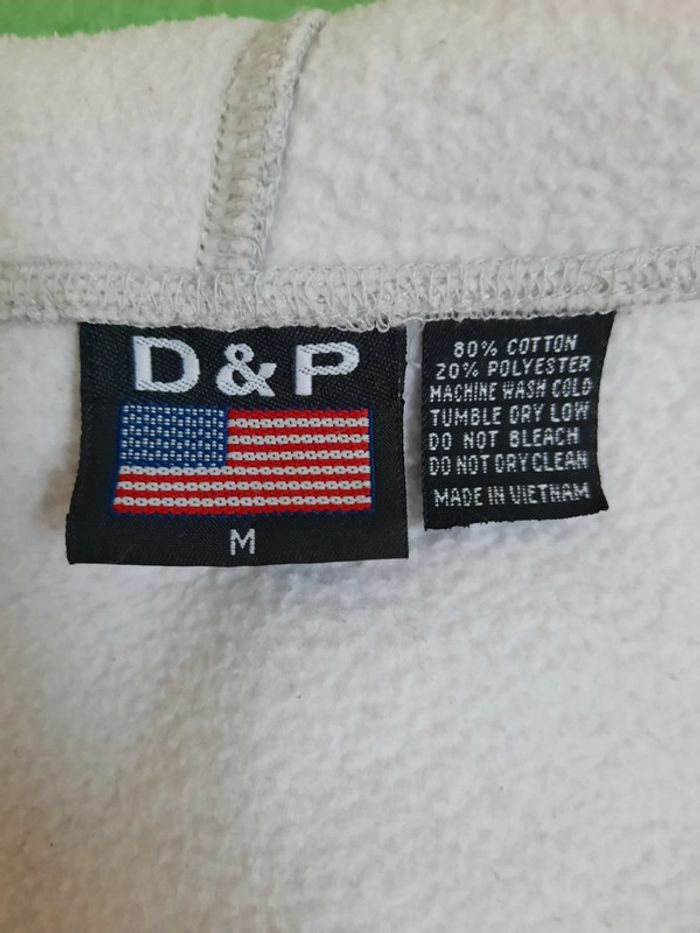 D&P
M
80% COTTON
20% POLYESTER
MACHINE WASH COLD
TUMBLE DRY LOW
DO NOT BLEACH
DO NOT DRY CLEAN
MADE IN VIETNAM